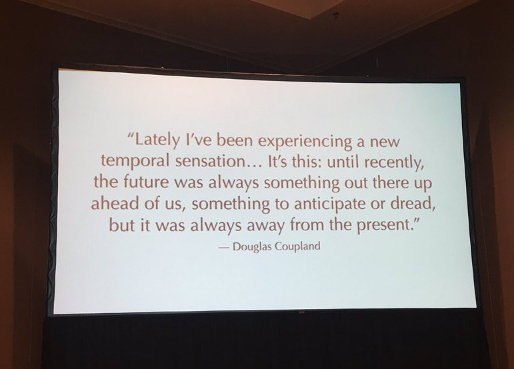 “Lately I’ve been experiencing a new
temporal sensation… It’s this: until recently,
the future was always something out there up
ahead of us, something to anticipate or dread,
but it was always away from the present.”
— Douglas Coupland